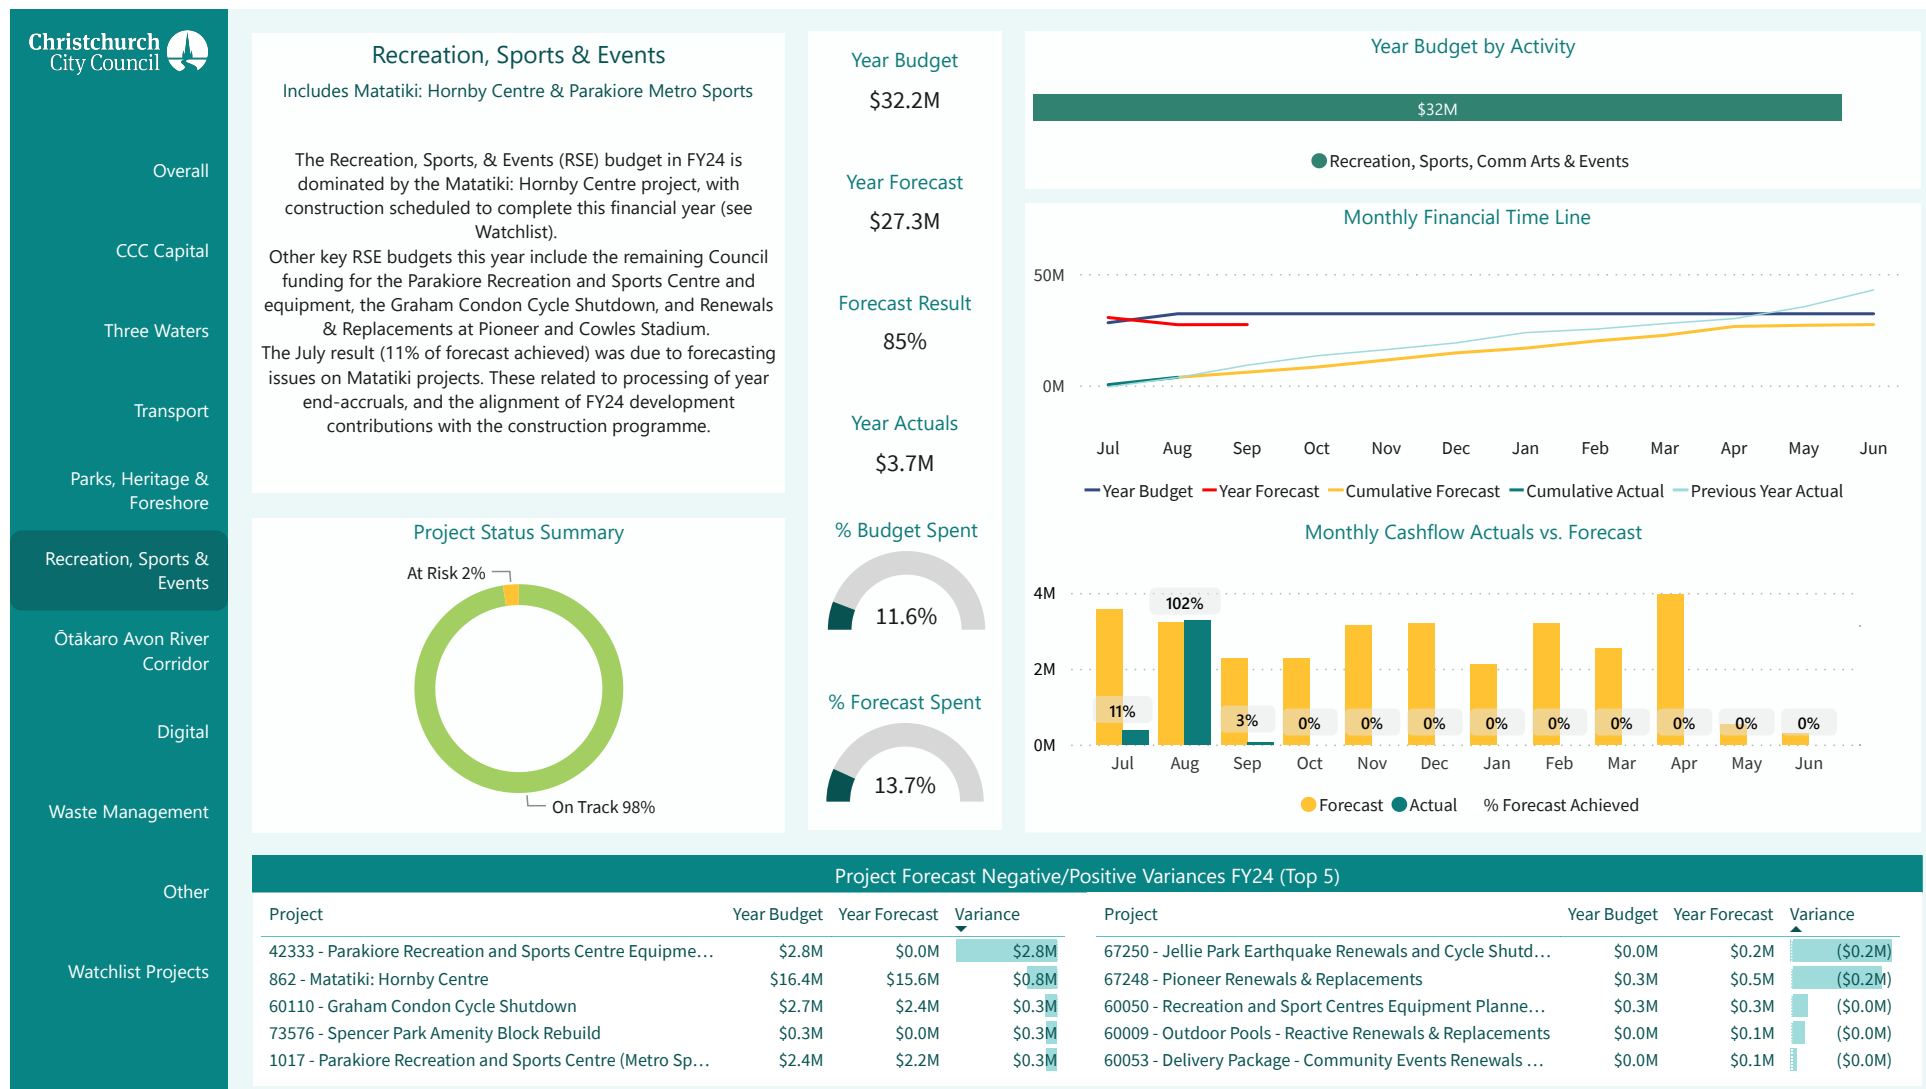 Christchurch
City Council
Overall
CCC Capital
Three Waters
Transport
Parks, Heritage &
Foreshore
Recreation, Sports &
Events
Ōtākaro Avon River
Corridor
Digital
Waste Management
Other
Watchlist Projects
Recreation, Sports & Events
Includes Matatiki: Hornby Centre & Parakiore Metro Sports
The Recreation, Sports, & Events (RSE) budget in FY24 is
dominated by the Matatiki: Hornby Centre project, with
construction scheduled to complete this financial year (see
Watchlist).
Other key RSE budgets this year include the remaining Council
funding for the Parakiore Recreation and Sports Centre and
equipment, the Graham Condon Cycle Shutdown, and Renewals
& Replacements at Pioneer and Cowles Stadium.
The July result (11% of forecast achieved) was due to forecasting
issues on Matatiki projects. These related to processing of year
end-accruals, and the alignment of FY24 development
contributions with the construction programme.
Project Status Summary
At Risk 2%
On Track 98%
Year Budget
$32.2M
Year Forecast
$27.3M
Forecast Result
85%
Year Actuals
$3.7M
% Budget Spent
11.6%
% Forecast Spent
13.7%
Year Budget by Activity
$32M
Recreation, Sports, Comm Arts & Events
Monthly Financial Time Line
50M
0M
Jul Aug Sep Oct Nov Dec Jan Feb Mar Apr May Jun
Year Budget Year Forecast Cumulative Forecast Cumulative Actual Previous Year Actual
Monthly Cashflow Actuals vs. Forecast
4M
2M
0M
11% 102% 3% 0% 0% 0% 0% 0% 0% 0% 0% 0%
Jul Aug Sep Oct Nov Dec Jan Feb Mar Apr May Jun
Forecast Actual % Forecast Achieved
Project Forecast Negative/Positive Variances FY24 (Top 5)
Project Year Budget Year Forecast Variance
42333 - Parakiore Recreation and Sports Centre Equipme... $2.8M $0.0M $2.8M
862 - Matatiki: Hornby Centre $16.4M $15.6M $0.8M
60110 - Graham Condon Cycle Shutdown $2.7M $2.4M $0.3M
73576 - Spencer Park Amenity Block Rebuild $0.3M $0.0M $0.3M
1017 - Parakiore Recreation and Sports Centre (Metro Sp... $2.4M $2.2M $0.3M
Project Year Budget Year Forecast Variance
67250 - Jellie Park Earthquake Renewals and Cycle Shutd... $0.0M $0.2M ($0.2M)
67248 - Pioneer Renewals & Replacements $0.3M $0.5M ($0.2M)
60050 - Recreation and Sport Centres Equipment Planne... $0.3M $0.3M ($0.0M)
60009 - Outdoor Pools - Reactive Renewals & Replacements $0.0M $0.1M ($0.0M)
60053 - Delivery Package - Community Events Renewals ... $0.0M $0.1M ($0.0M)